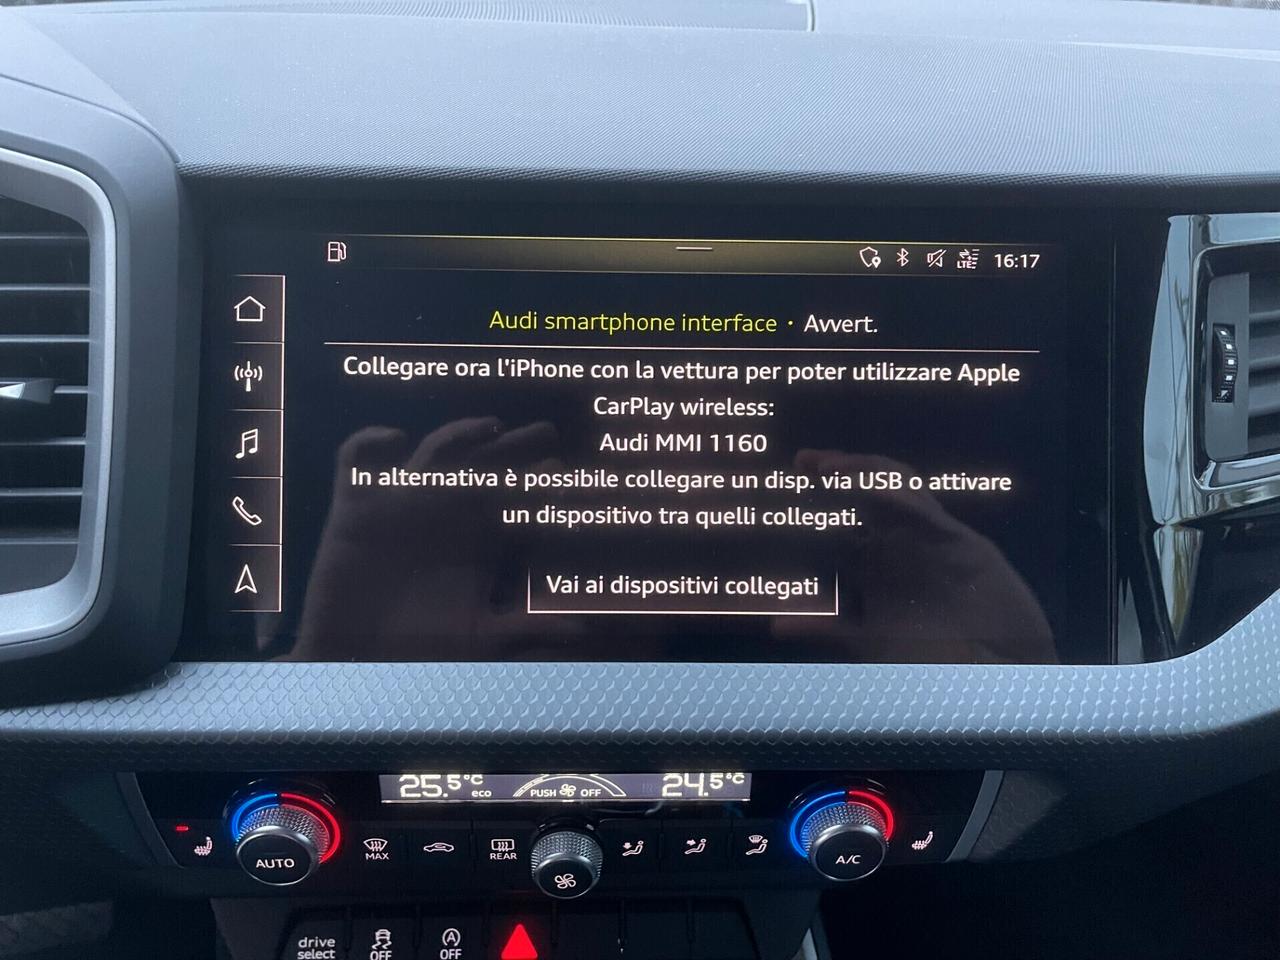 LTE 16:17
Audi smartphone interface · Avvert.
Collegare ora l'iPhone con la vettura per poter utilizzare Apple
CarPlay wireless:
Audi MMI 1160
In alternativa è possibile collegare un disp. via USB o attivare
un dispositivo tra quelli collegati.
Vai ai dispositivi collegati
25.5°C eco PUSH OFF 24.5°C
AUTO MAX REAR A/C
drive select OFF A OFF